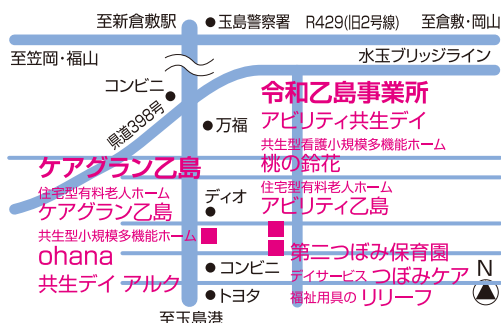 至新倉敷駅
●玉島警察署
R429(旧2号線)
至倉敷・岡山
至笠岡・福山
水玉ブリッジライン
コンビニ
県道398号
●万福
令和乙島事業所
アビリティ共生デイ
共生型看護小規模多機能ホーム
桃の鈴花
住宅型有料老人ホーム
アビリティ乙島
ケアグラン乙島
住宅型有料老人ホーム
ケアグラン乙島
共生型小規模多機能ホーム
ohana
共生デイ アルク
ディオ
●コンビニ
●トヨタ
第二つぼみ保育園
デイサービス つぼみケア
福祉用具の リリーフ
N
至玉島港